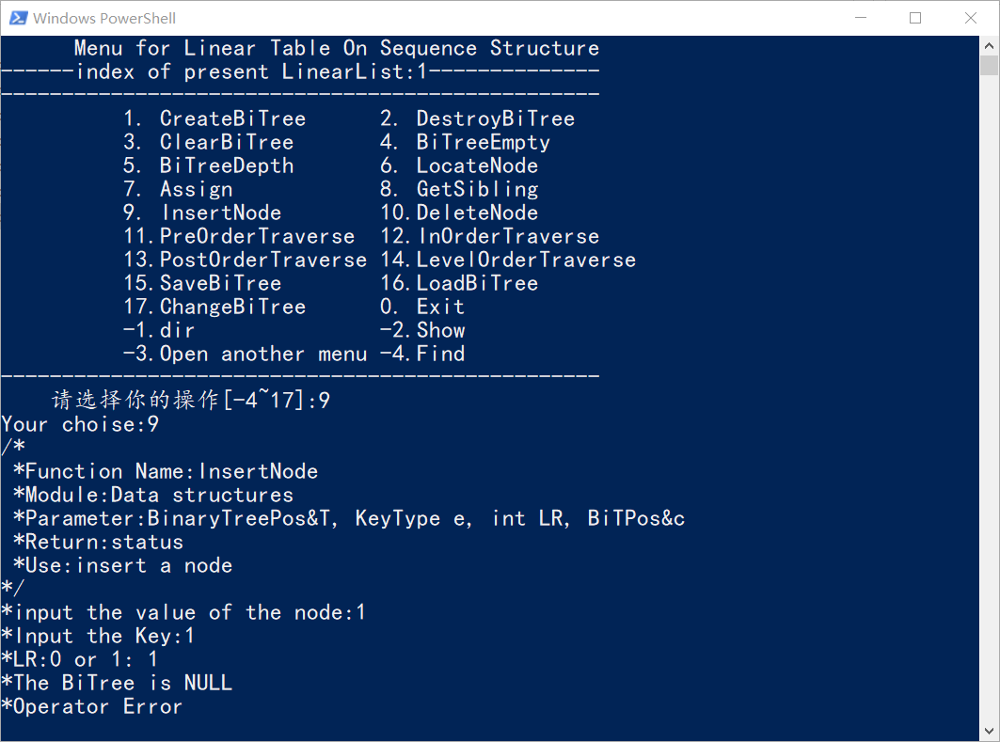 Windows PowerShell
Menu for Linear Table On Sequence Structure
------index of present LinearList:1--------------
-------------------------------------------------
1. CreateBiTree 2. DestroyBiTree
3. ClearBiTree 4. BiTreeEmpty
5. BiTreeDepth 6. LocateNode
7. Assign 8. GetSibling
9. InsertNode 10.DeleteNode
11.PreOrderTraverse 12.InOrderTraverse
13.PostOrderTraverse 14.LevelOrderTraverse
15.SaveBiTree 16.LoadBiTree
17.ChangeBiTree 0. Exit
-1.dir -2.Show
-3.Open another menu -4.Find
-------------------------------------------------
请选择你的操作[-4~17]:9
Your choise:9
/*
*Function Name:InsertNode
*Module:Data structures
*Parameter:BinaryTreePos&T, KeyType e, int LR, BiTPos&c
*Return:status
*Use:insert a node
*/
*input the value of the node:1
*Input the Key:1
*LR:0 or 1: 1
*The BiTree is NULL
*Operator Error